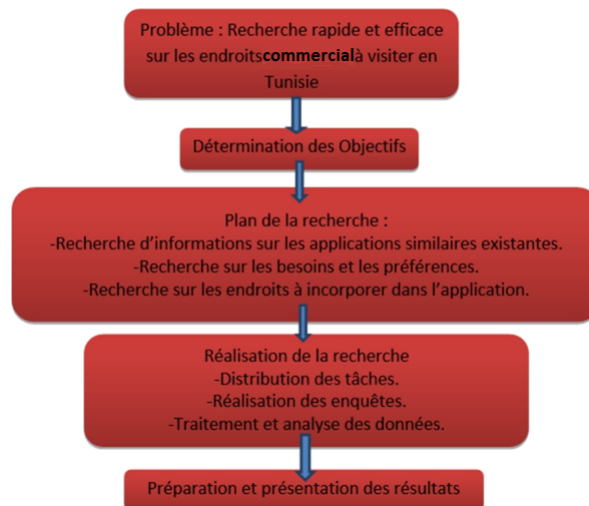 Problème : Recherche rapide et efficace
sur les endroitscommercialà visiter en
Tunisie
Détermination des Objectifs
Plan de la recherche :
-Recherche d’informations sur les applications similaires existantes.
-Recherche sur les besoins et les préférences.
-Recherche sur les endroits à incorporer dans l’application.
Réalisation de la recherche
-Distribution des tâches.
-Réalisation des enquêtes.
-Traitement et analyse des données.
Préparation et présentation des résultats